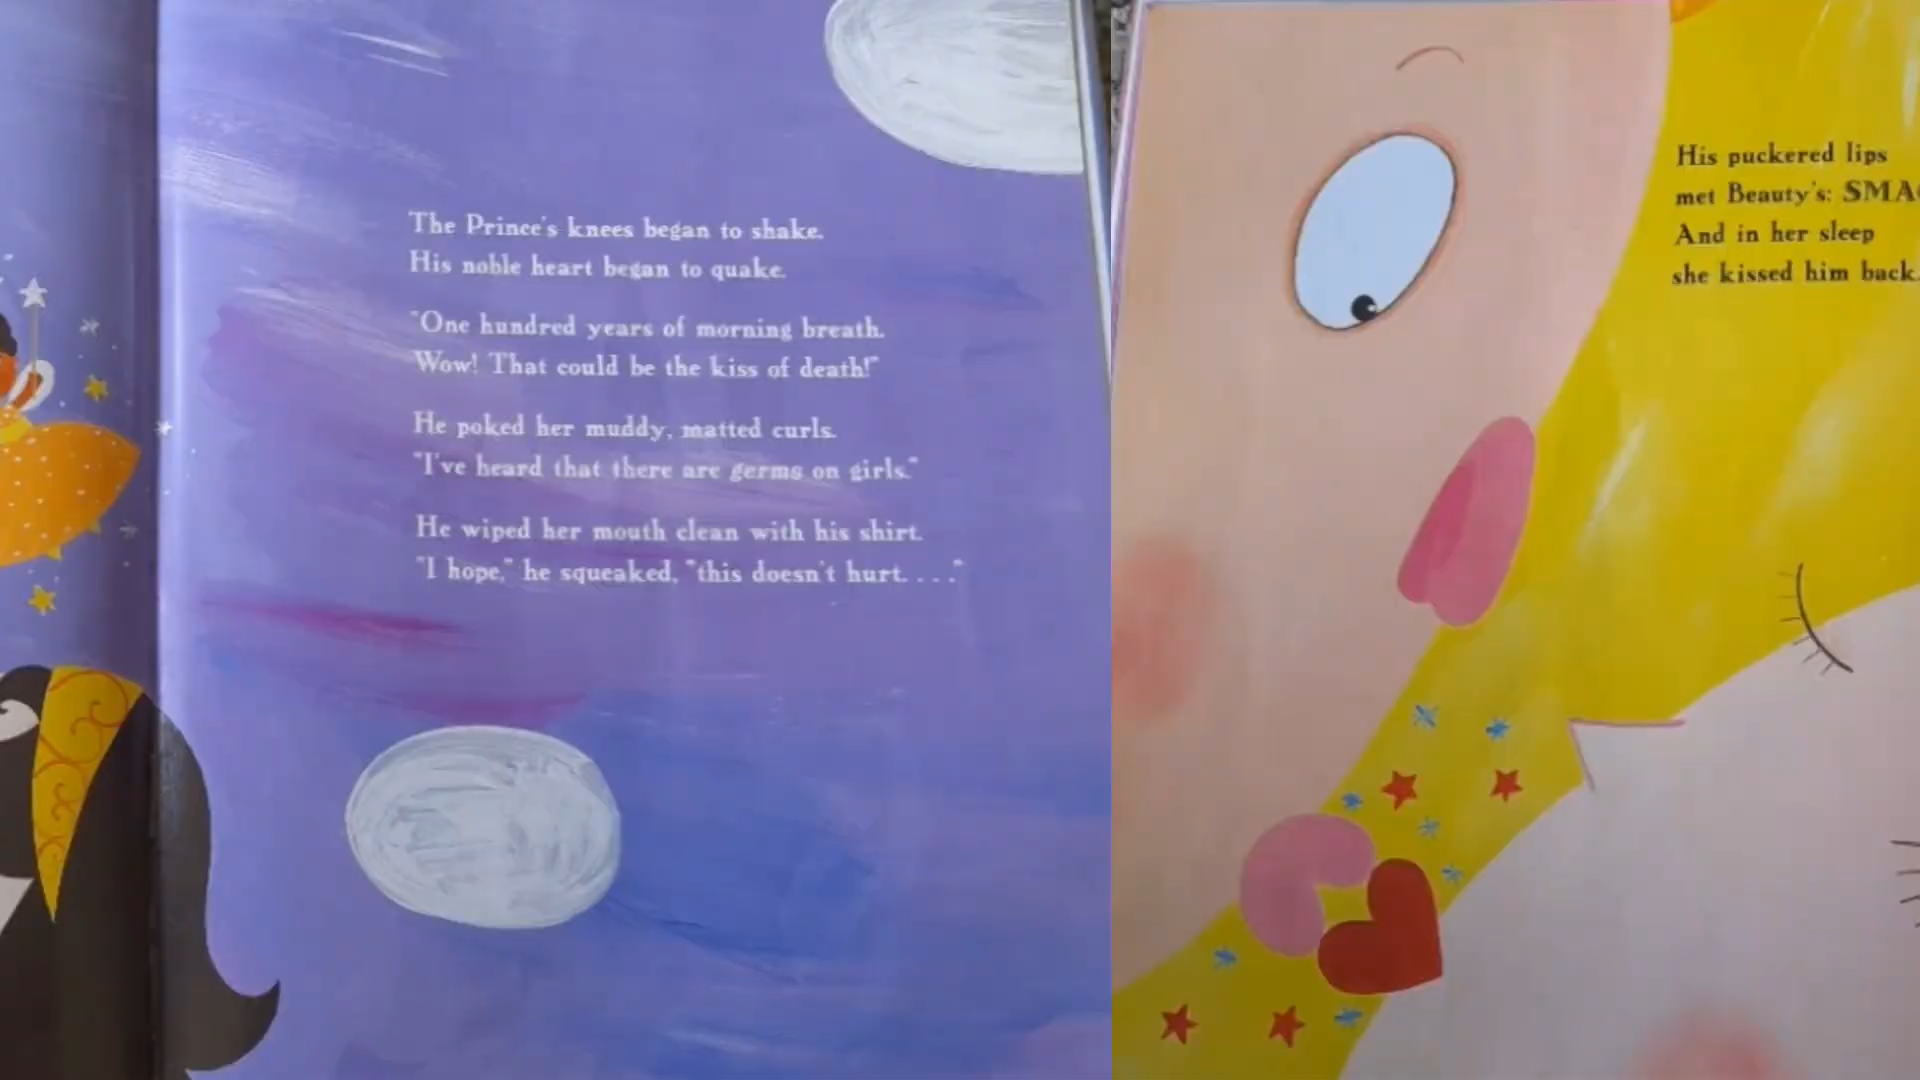 The Prince's knees began to shake.
His noble heart began to quake.
"One hundred years of morning breath.
Wow! That could be the kiss of death!"
He poked her muddy, matted curls.
"I've heard that there are germs on girls."
He wiped her mouth clean with his shirt.
"I hope," he squeaked, "this doesn't hurt. . . ."
His puckered lips
met Beauty's:
And in her sleep
she kissed him back.